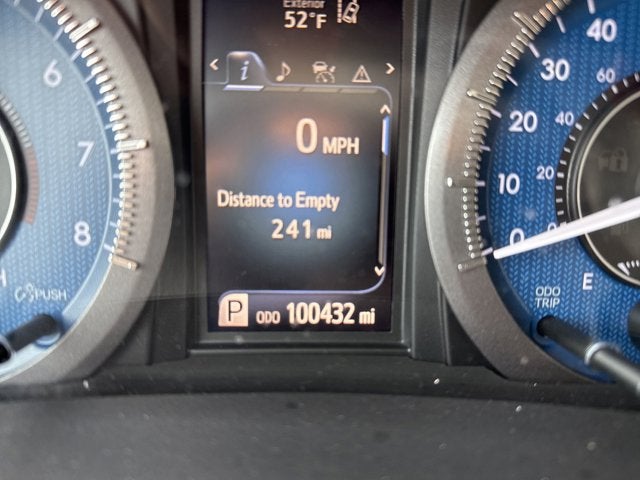 Exterior
52°F
0 MPH
Distance to Empty
241 mi
P ODO 100432 mi
6
7
8
PUSH
40
30
20
10
0
60
40
20
ODO
TRIP
E